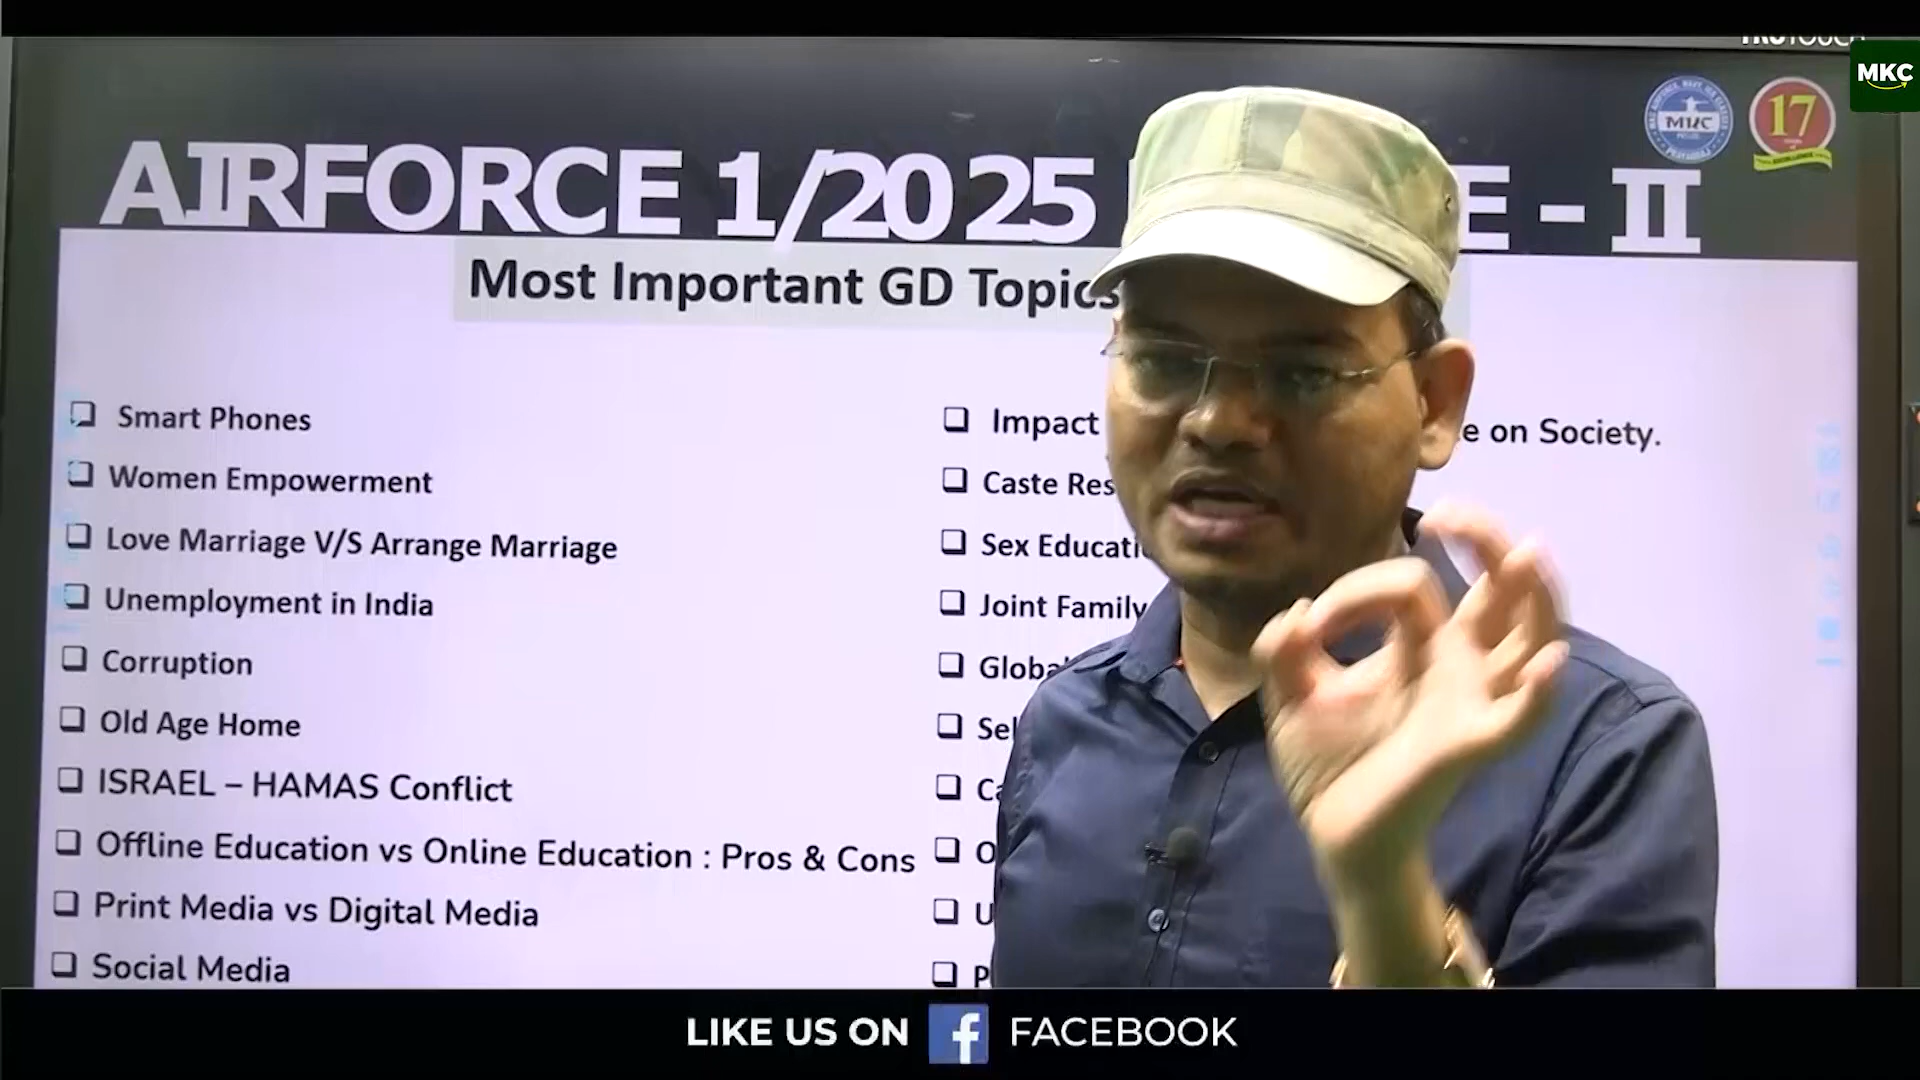 MKC
MKC
17
AIRFORCE 1/2025 E - II
Most Important GD Topics
Smart Phones
Women Empowerment
Love Marriage V/S Arrange Marriage
Unemployment in India
Corruption
Old Age Home
ISRAEL – HAMAS Conflict
Offline Education vs Online Education : Pros & Cons
Print Media vs Digital Media
Social Media
Impact on Society.
Caste
Sex
Joint Family
LIKE US ON f FACEBOOK